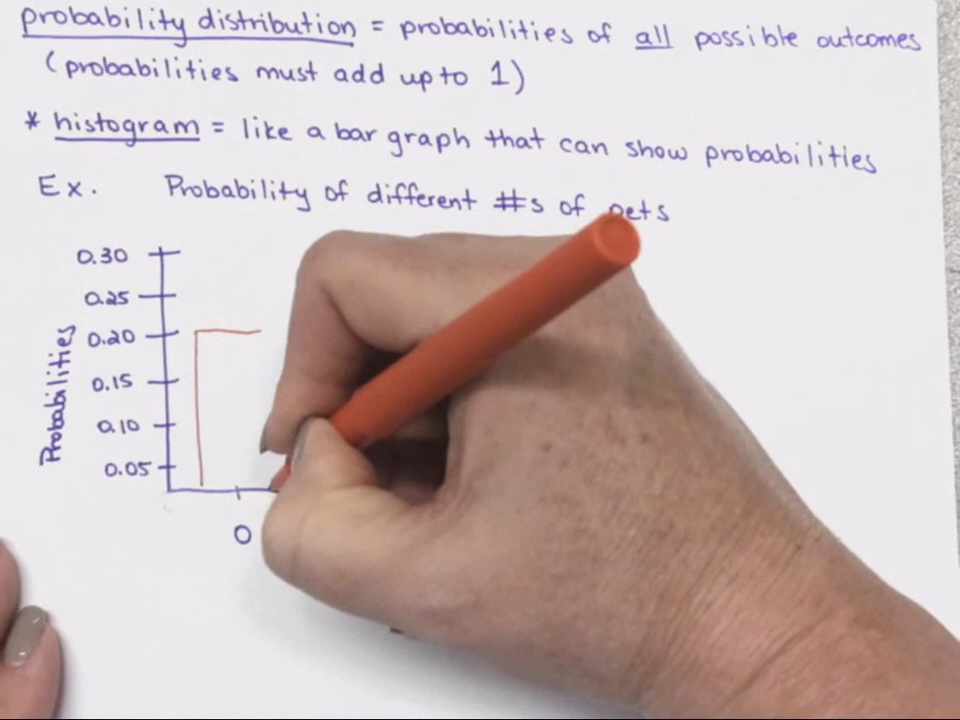 probability distribution = probabilities of all possible outcomes
(probabilities must add up to 1)
* histogram = like a bar graph that can show probabilities
Ex. Probability of different #s of pets
0.30
0.25
0.20
0.15
0.10
0.05
Probabilities
0